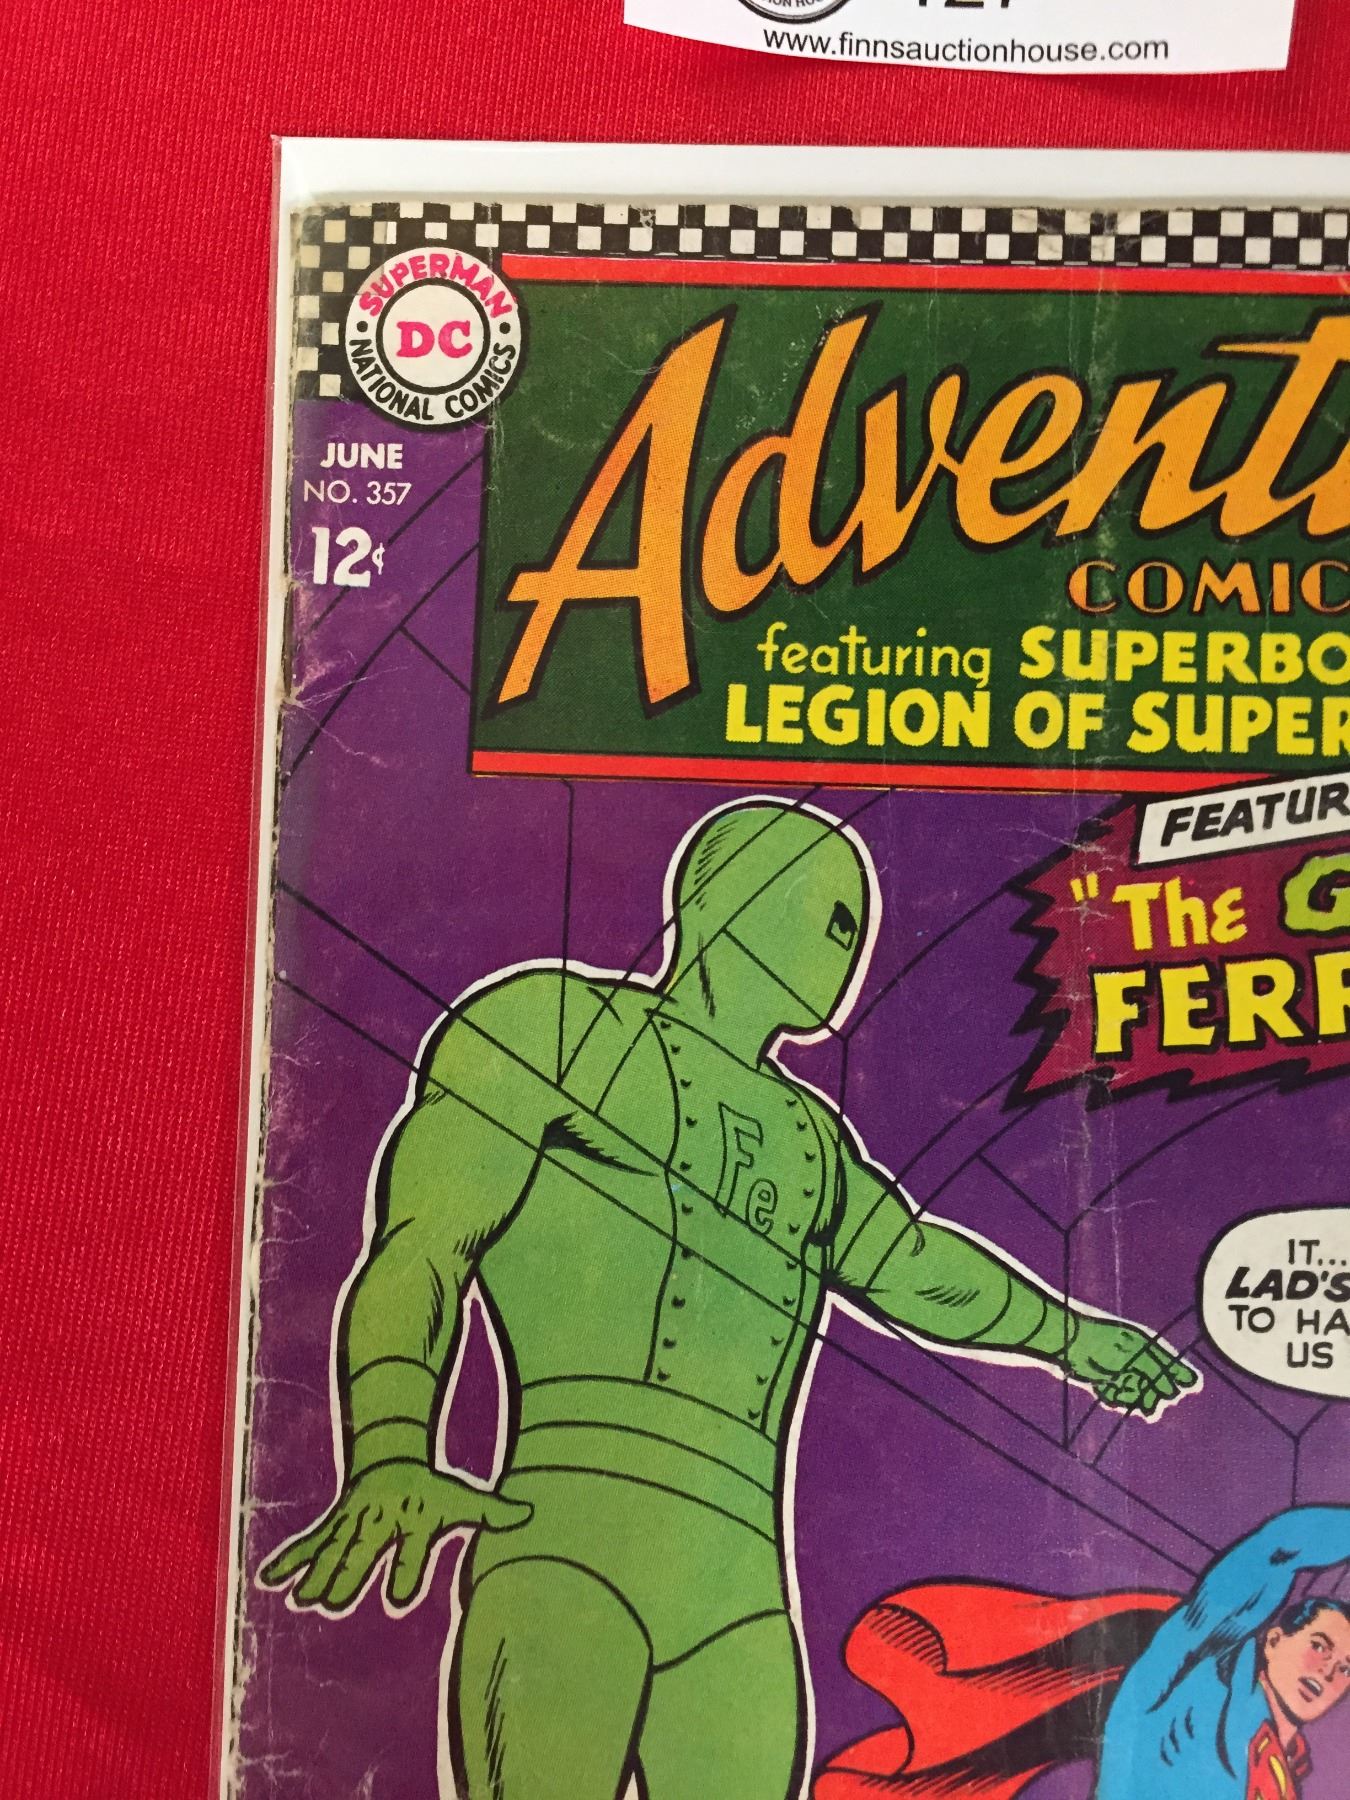 www.finnsauctionhouse.com
SUPERMAN
DC
NATIONAL COMICS
JUNE
NO. 357
12¢
Advent
COMIC
featuring SUPERBO
LEGION OF SUPER
FEATUR
"The G
FERR
Fe
IT...
LAD'S
TO HA
US